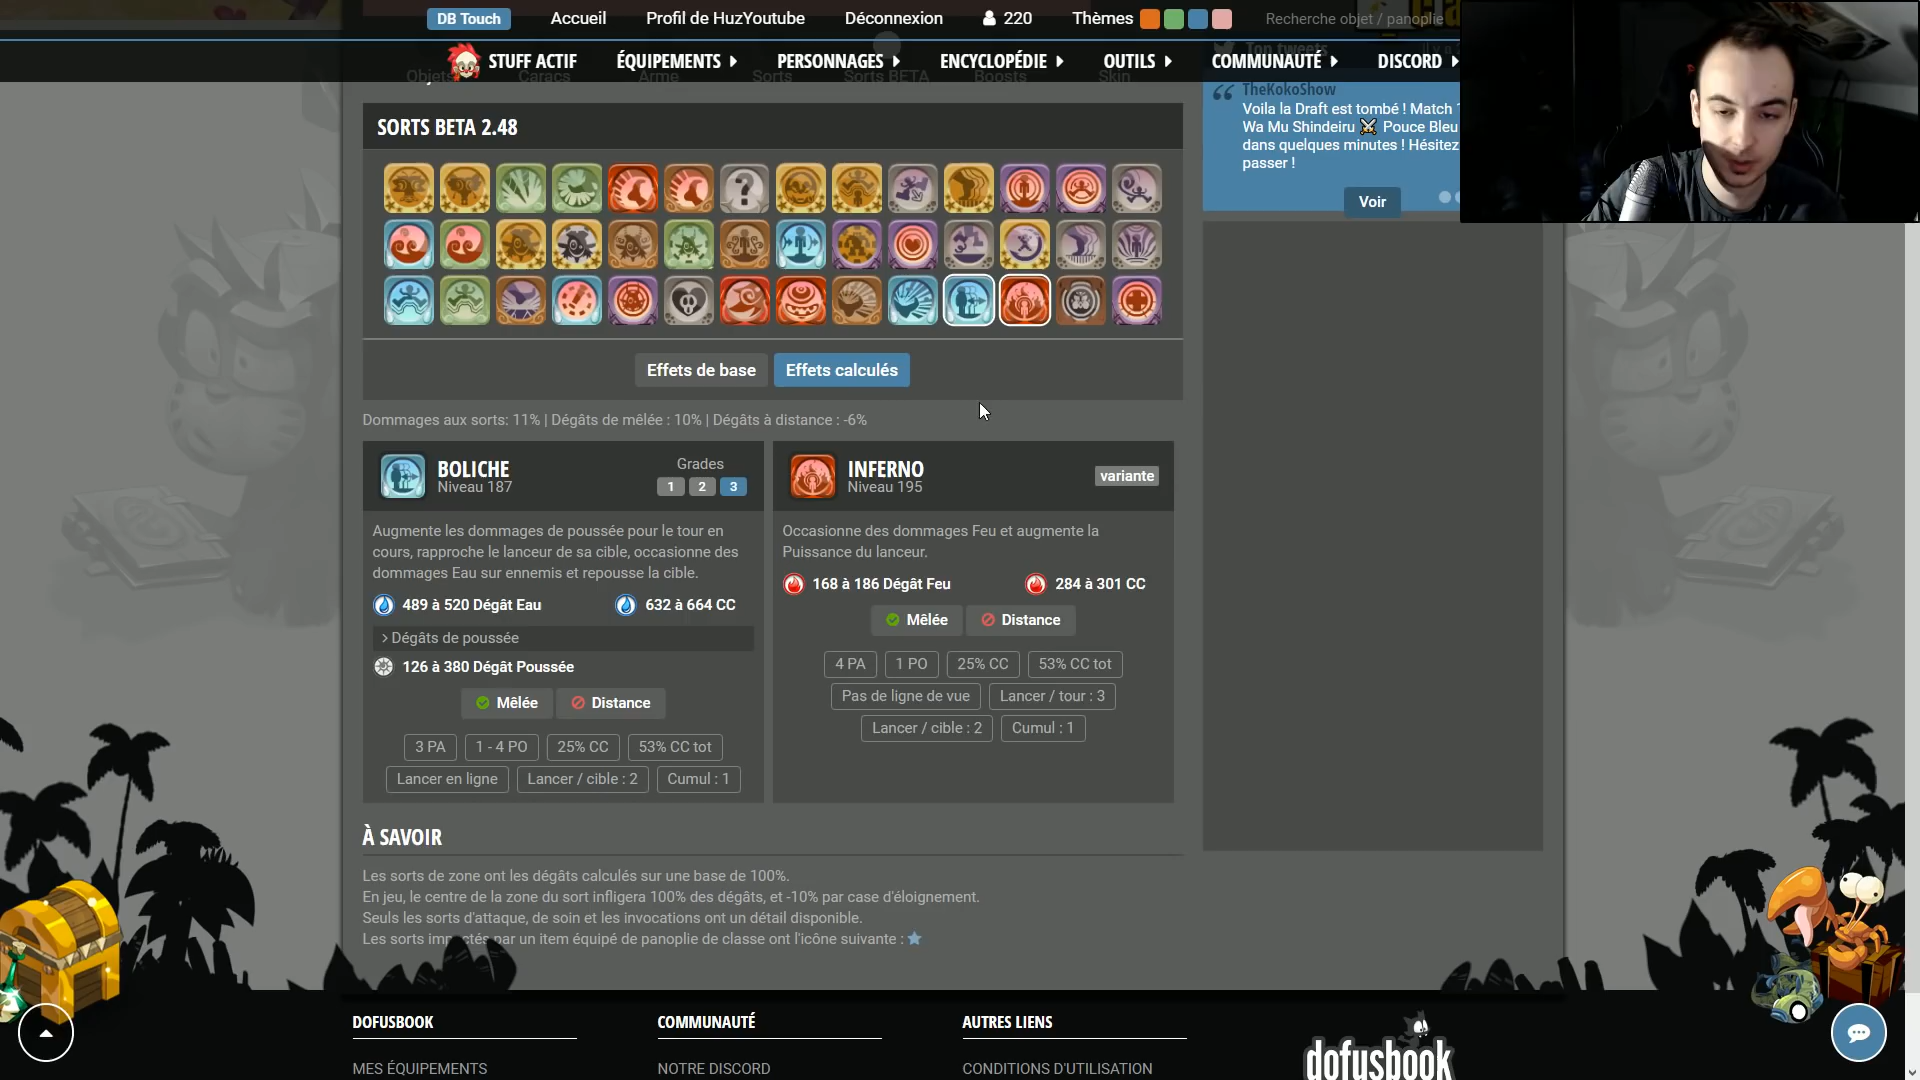 DB Touch Accueil Profil de HuzYoutube Déconnexion 220 Thèmes Recherche objet / panoplie
STUFF ACTIF ÉQUIPEMENTS PERSONNAGES ENCYCLOPÉDIE OUTILS COMMUNAUTÉ DISCORD
Objets Caracs Arme Sorts Sorts BETA Boosts Skin
Top tweets
SORTS BETA 2.48
TheKokoShow
Voila la Draft est tombé ! Match
Wa Mu Shindeiru ⚔ Pouce Bleu
dans quelques minutes ! Hésitez
passer !
Voir
Effets de base Effets calculés
Dommages aux sorts: 11% | Dégâts de mêlée : 10% | Dégâts à distance : -6%
BOLICHE
Niveau 187
Grades
1 2 3
Augmente les dommages de poussée pour le tour en
cours, rapproche le lanceur de sa cible, occasionne des
dommages Eau sur ennemis et repousse la cible.
489 à 520 Dégât Eau 632 à 664 CC
> Dégâts de poussée
126 à 380 Dégât Poussée
Mêlée Distance
3 PA 1 - 4 PO 25% CC 53% CC tot
Lancer en ligne Lancer / cible : 2 Cumul : 1
INFERNO
Niveau 195
variante
Occasionne des dommages Feu et augmente la
Puissance du lanceur.
168 à 186 Dégât Feu 284 à 301 CC
Mêlée Distance
4 PA 1 PO 25% CC 53% CC tot
Pas de ligne de vue Lancer / tour : 3
Lancer / cible : 2 Cumul : 1
À SAVOIR
Les sorts de zone ont les dégâts calculés sur une base de 100%.
En jeu, le centre de la zone du sort infligera 100% des dégâts, et -10% par case d'éloignement.
Seuls les sorts d'attaque, de soin et les invocations ont un détail disponible.
Les sorts impactés par un item équipé de panoplie de classe ont l'icône suivante : ★
DOFUSBOOK COMMUNAUTÉ AUTRES LIENS
MES ÉQUIPEMENTS NOTRE DISCORD CONDITIONS D'UTILISATION
dofusbook